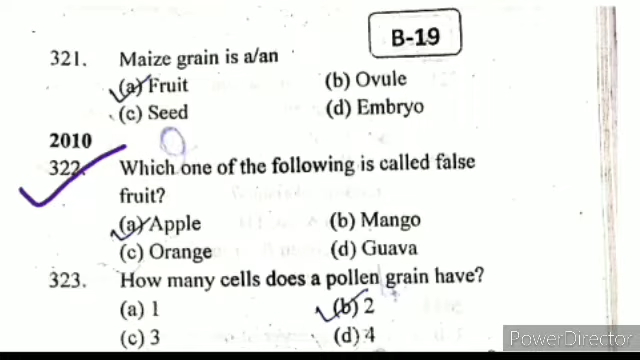 B-19
321. Maize grain is a/an
(a) Fruit (b) Ovule
(c) Seed (d) Embryo
2010
322. Which one of the following is called false
fruit?
(a) Apple (b) Mango
(c) Orange (d) Guava
323. How many cells does a pollen grain have?
(a) 1 (b) 2
(c) 3 (d) 4
PowerDirector